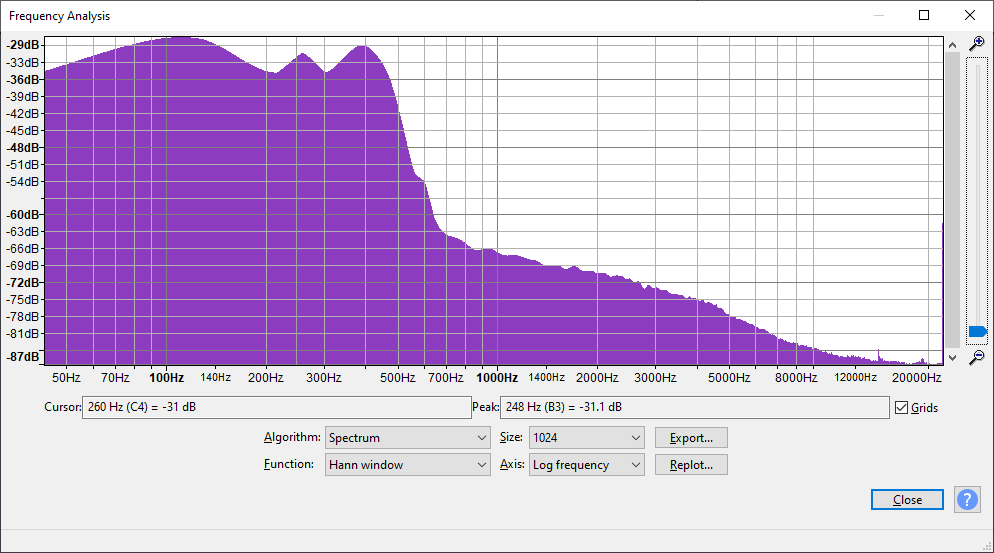 Frequency Analysis
-29dB
-33dB
-36dB
-39dB
-42dB
-45dB
-48dB
-51dB
-54dB
-60dB
-63dB
-66dB
-69dB
-72dB
-75dB
-78dB
-81dB
-87dB
50Hz 70Hz 100Hz 140Hz 200Hz 300Hz 500Hz 700Hz 1000Hz 1400Hz 2000Hz 3000Hz 5000Hz 8000Hz 12000Hz 20000Hz
Cursor: 260 Hz (C4) = -31 dB Peak: 248 Hz (B3) = -31.1 dB Grids
Algorithm: Spectrum Size: 1024 Export...
Function: Hann window Axis: Log frequency Replot...
Close ?